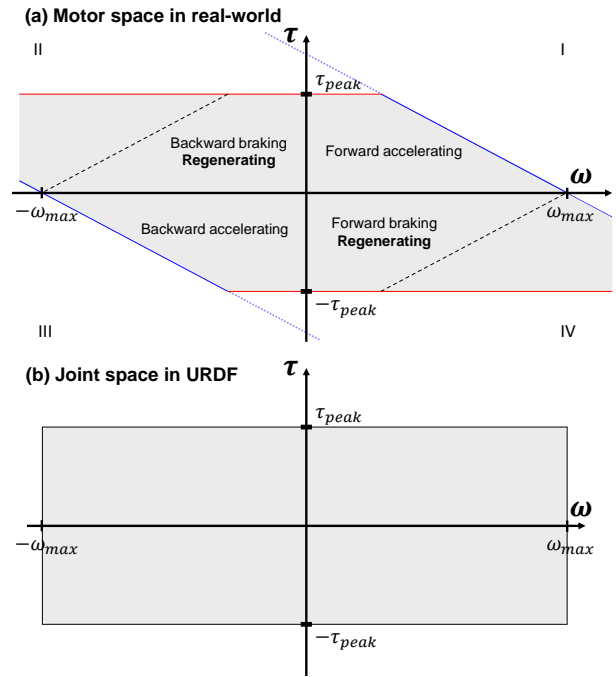 (a) Motor space in real-world
II
τ
I
τ_peak
Backward braking
Regenerating
Forward accelerating
ω
−ω_max
ω_max
Backward accelerating
Forward braking
Regenerating
−τ_peak
III
IV
(b) Joint space in URDF
τ
τ_peak
ω
−ω_max
ω_max
−τ_peak